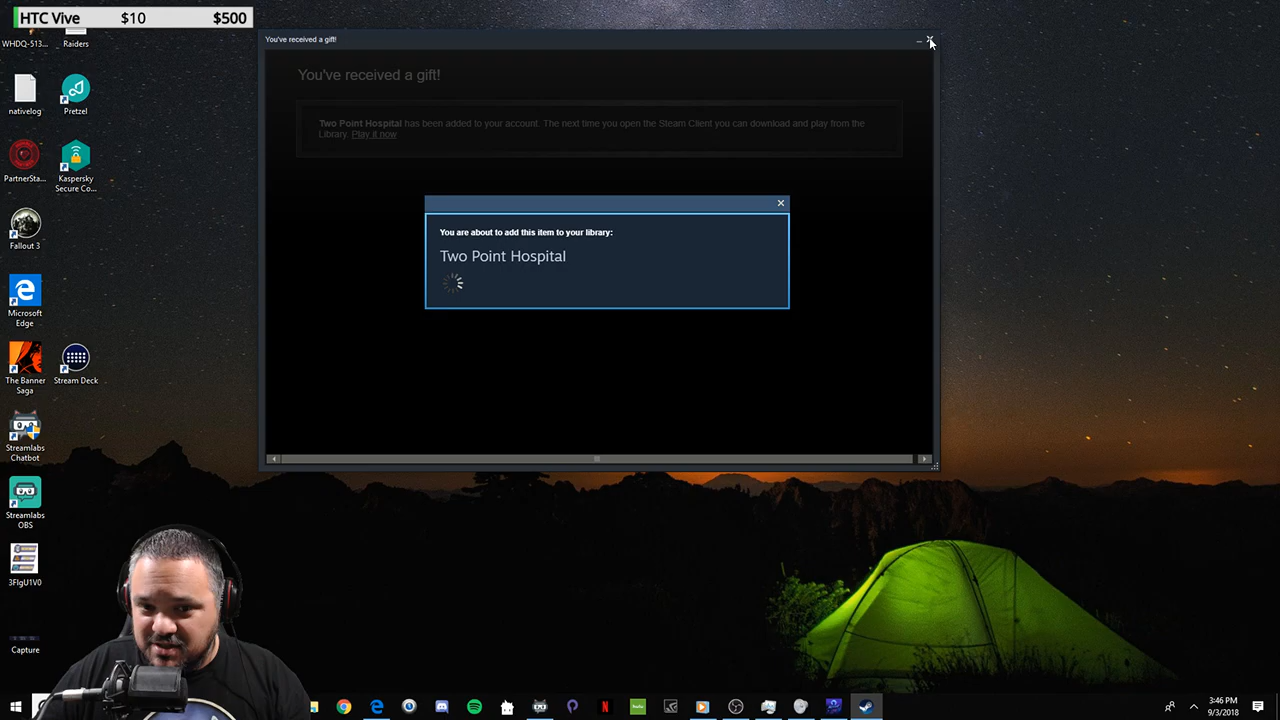 HTC Vive $10 $500
WHDQ-513...
Raiders
You've received a gift!
You've received a gift!
Two Point Hospital has been added to your account. The next time you open the Steam Client you can download and play from the
Library. Play it now
nativelog
Pretzel
PartnerSta...
Kaspersky
Secure Co...
You are about to add this item to your library:
Two Point Hospital
Fallout 3
Microsoft
Edge
The Banner
Saga
Stream Deck
Streamlabs
Chatbot
Streamlabs
OBS
3FIgU1V0
Capture
hulu
3:46 PM
9/3/2018